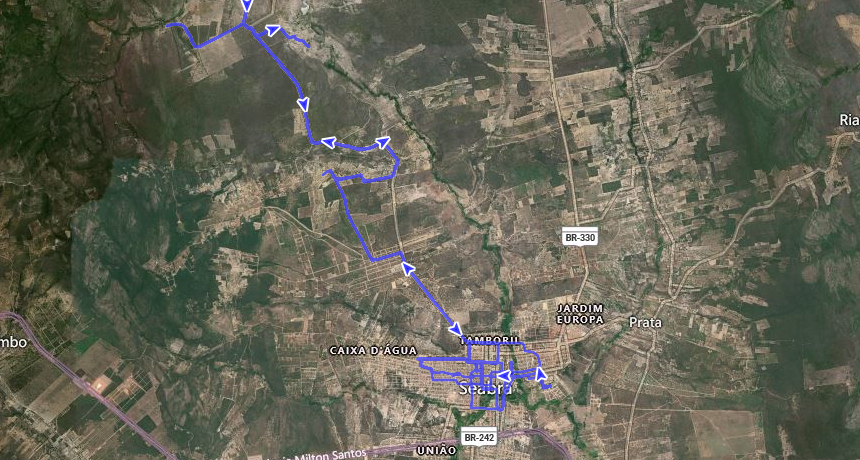 Ria
BR-330
JARDIM
EUROPA
Prata
TAMBORIL
mbo
CAIXA D'ÁGUA
Seabra
BR-242
UNIÃO
Milton Santos